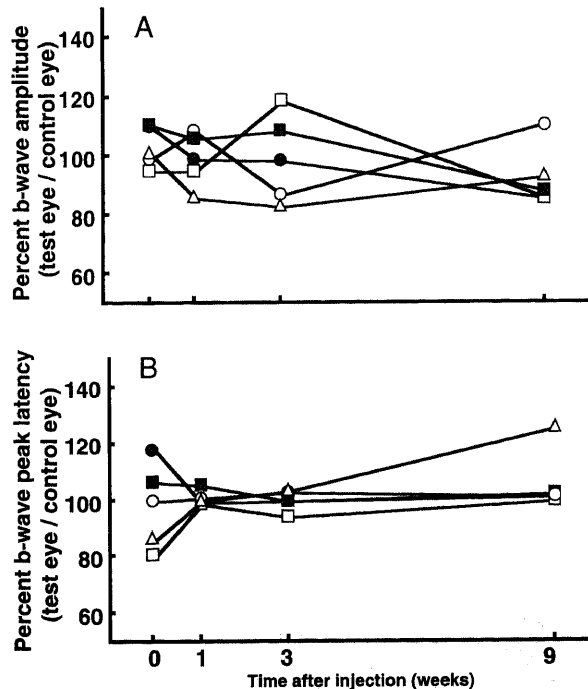 A
140
120
100
80
60
Percent b-wave amplitude
(test eye / control eye)
B
140
120
100
80
60
Percent b-wave peak latency
(test eye / control eye)
0 1 3 9
Time after injection (weeks)